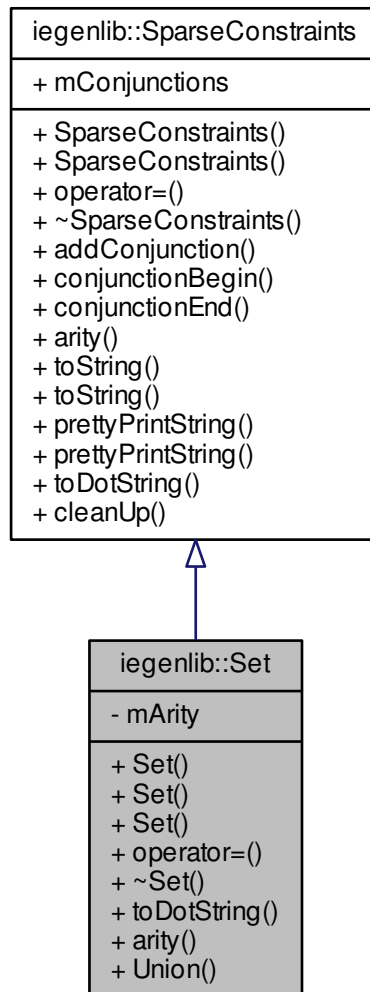 iegenlib::SparseConstraints
+ mConjunctions
+ SparseConstraints()
+ SparseConstraints()
+ operator=()
+ ~SparseConstraints()
+ addConjunction()
+ conjunctionBegin()
+ conjunctionEnd()
+ arity()
+ toString()
+ toString()
+ prettyPrintString()
+ prettyPrintString()
+ toDotString()
+ cleanUp()
iegenlib::Set
- mArity
+ Set()
+ Set()
+ Set()
+ operator=()
+ ~Set()
+ toDotString()
+ arity()
+ Union()